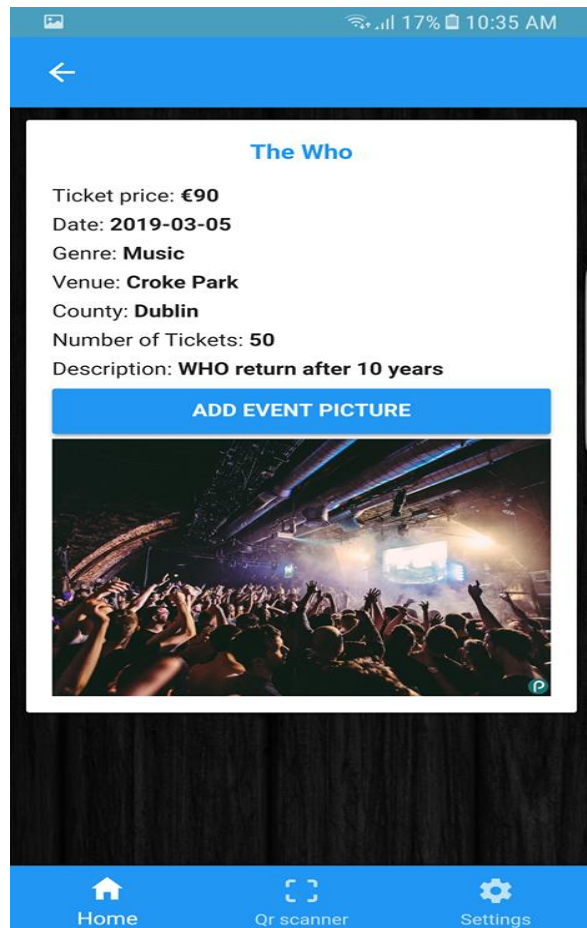 17% 10:35 AM
The Who
Ticket price: €90
Date: 2019-03-05
Genre: Music
Venue: Croke Park
County: Dublin
Number of Tickets: 50
Description: WHO return after 10 years
ADD EVENT PICTURE
P
Home Qr scanner Settings